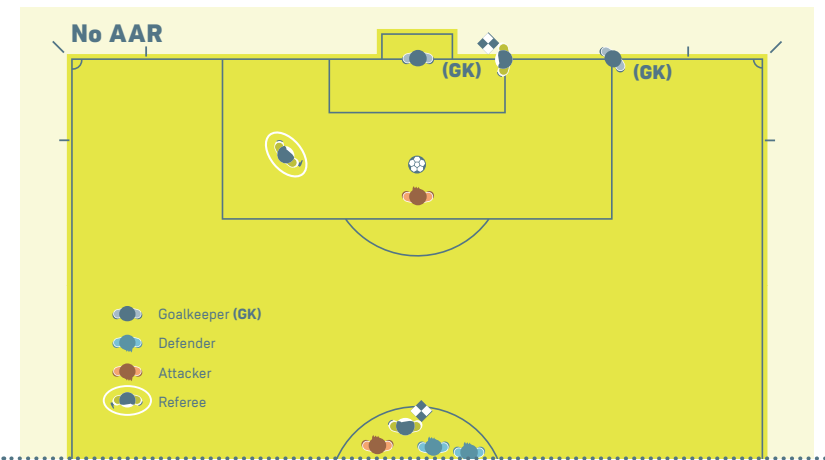 No AAR
(GK)
(GK)
Goalkeeper (GK)
Defender
Attacker
Referee